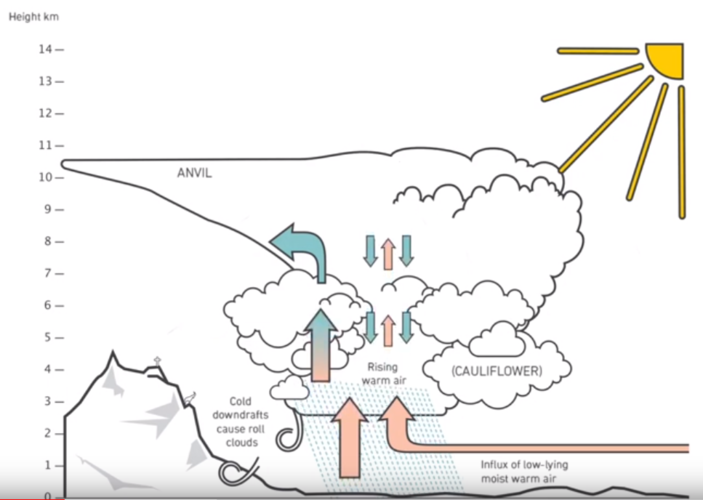 Height km
14
13
12
11
10
9
8
7
6
5
4
3
2
1
0
ANVIL
Rising
warm air
(CAULIFLOWER)
Cold
downdrafts
cause roll
clouds
Influx of low-lying
moist warm air